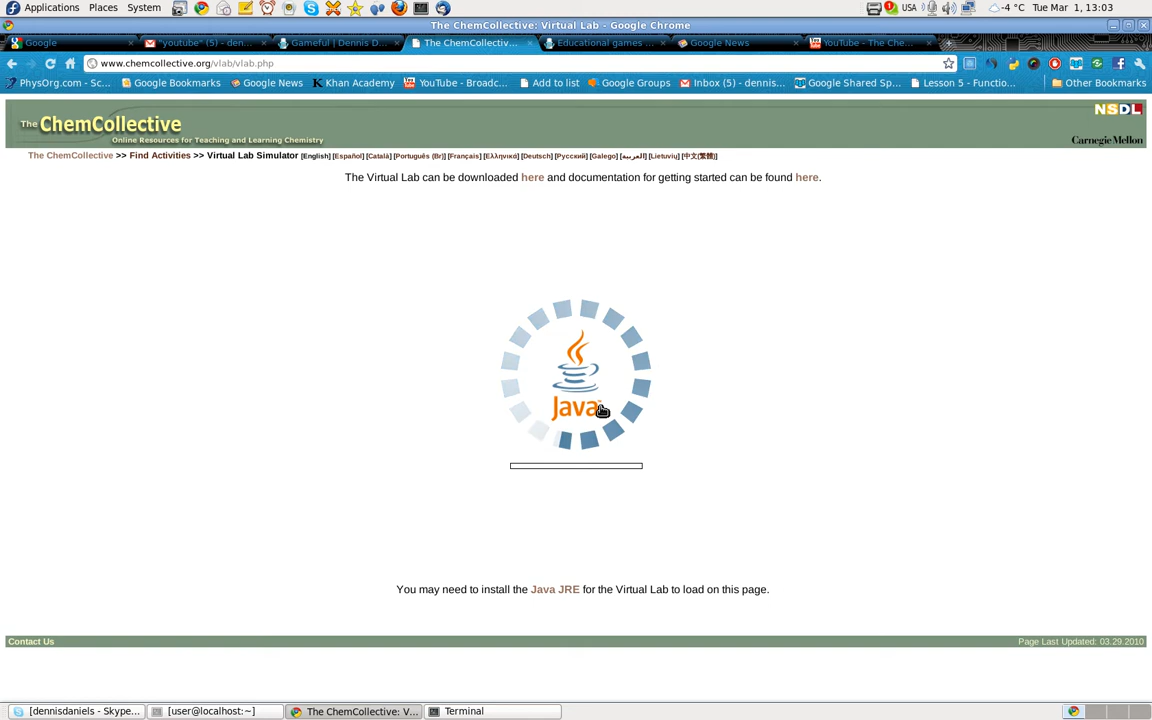 Applications Places System USA -4 °C Tue Mar 1, 13:03
The ChemCollective: Virtual Lab - Google Chrome
Google "youtube" (5) - den... Gameful | Dennis D... The ChemCollectiv... Educational games ... Google News YouTube - The Che...
www.chemcollective.org/vlab/vlab.php
PhysOrg.com - Sc... Google Bookmarks Google News Khan Academy YouTube - Broadc... Add to list Google Groups Inbox (5) - dennis... Google Shared Sp... Lesson 5 - Functio... Other Bookmarks
The ChemCollective NSDL
Online Resources for Teaching and Learning Chemistry Carnegie Mellon
The ChemCollective >> Find Activities >> Virtual Lab Simulator [English] [Español] [Català] [Português (Br)] [Français] [Ελληνικά] [Deutsch] [Русский] [Galego] [العربية] [Lietuvių] [中文(繁體)]
The Virtual Lab can be downloaded here and documentation for getting started can be found here.
Java
You may need to install the Java JRE for the Virtual Lab to load on this page.
Contact Us Page Last Updated: 03.29.2010
[dennisdaniels - Skype... [user@localhost:~] The ChemCollective: V... Terminal